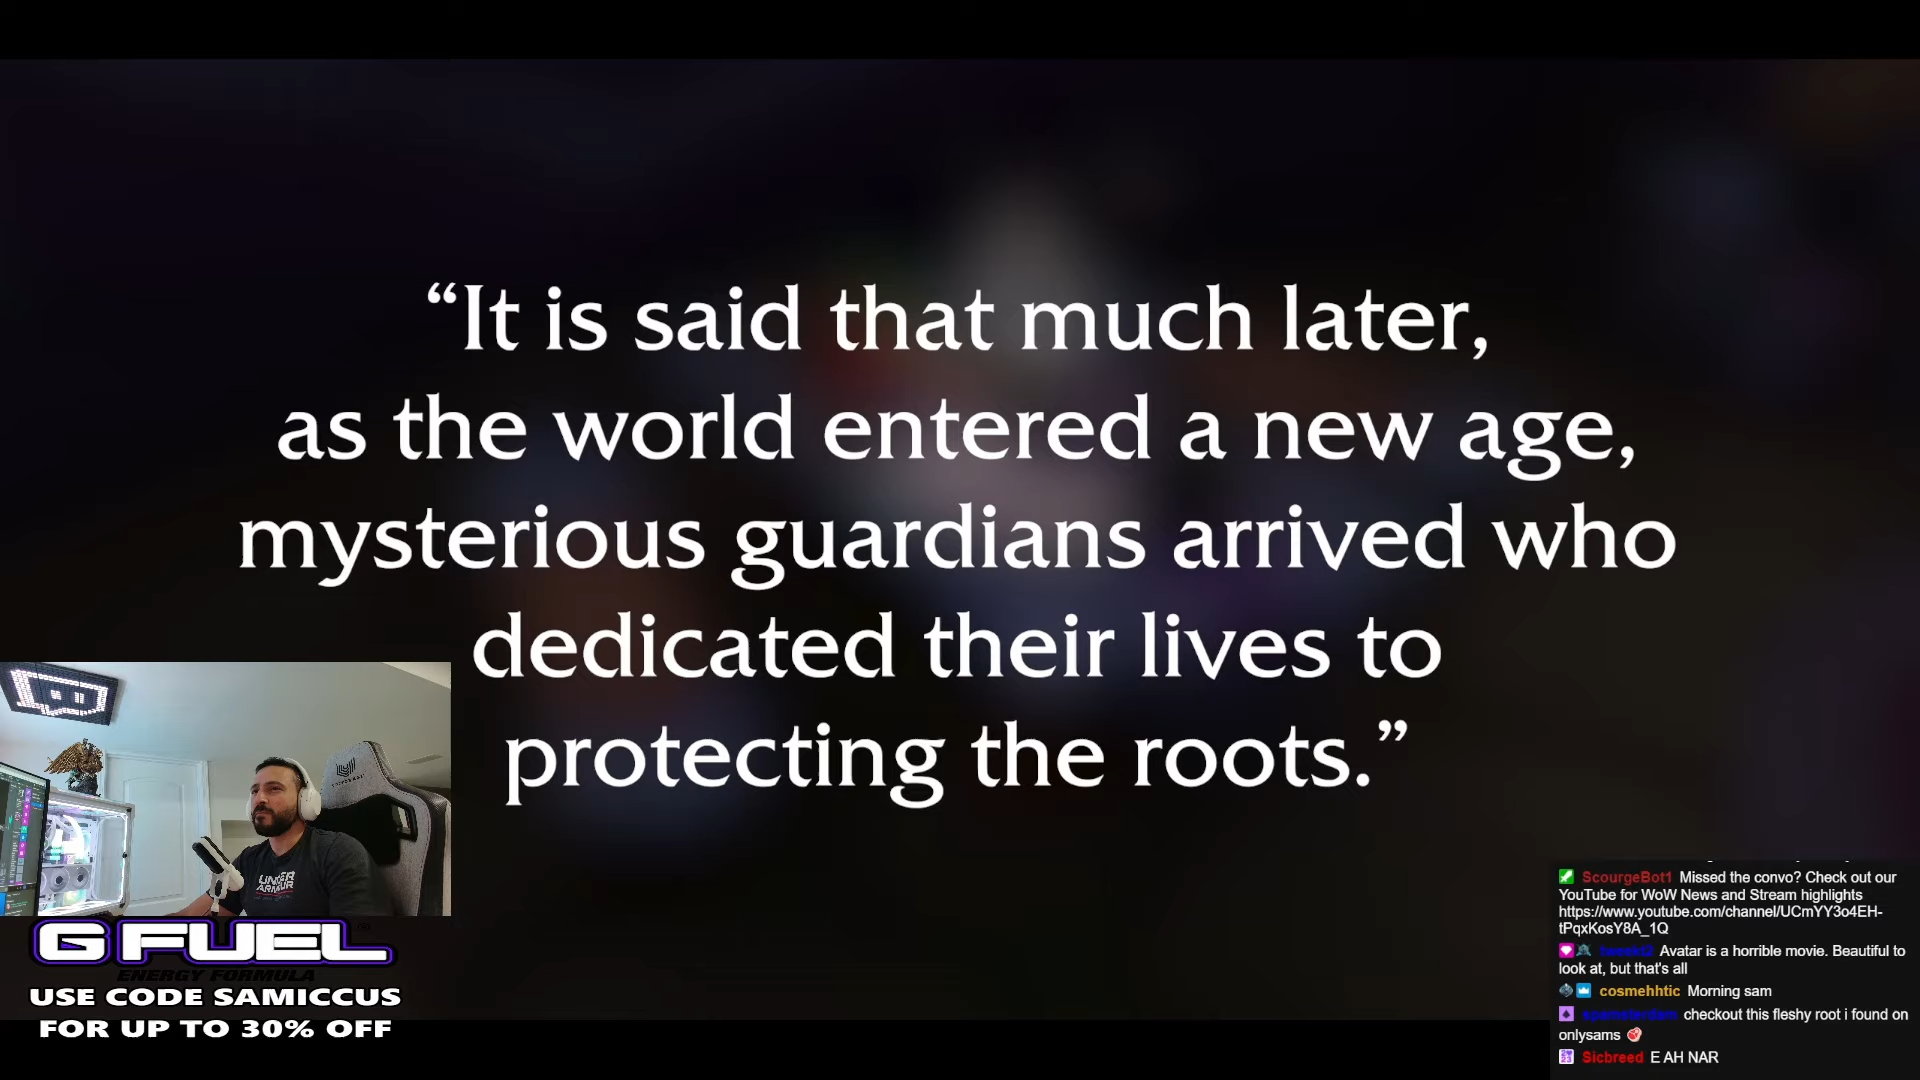 “It is said that much later,
as the world entered a new age,
mysterious guardians arrived who
dedicated their lives to
protecting the roots.”
UNDER
ARMOUR
G FUEL
ENERGY FORMULA
USE CODE SAMICCUS
FOR UP TO 30% OFF
ScourgeBot1 Missed the convo? Check out our
YouTube for WoW News and Stream highlights
https://www.youtube.com/channel/UCmYY3o4EH-
tPqxKosY8A_1Q
Avatar is a horrible movie. Beautiful to
look at, but that's all
cosmehhtic Morning sam
checkout this fleshy root i found on
onlysams
Sicbreed E AH NAR